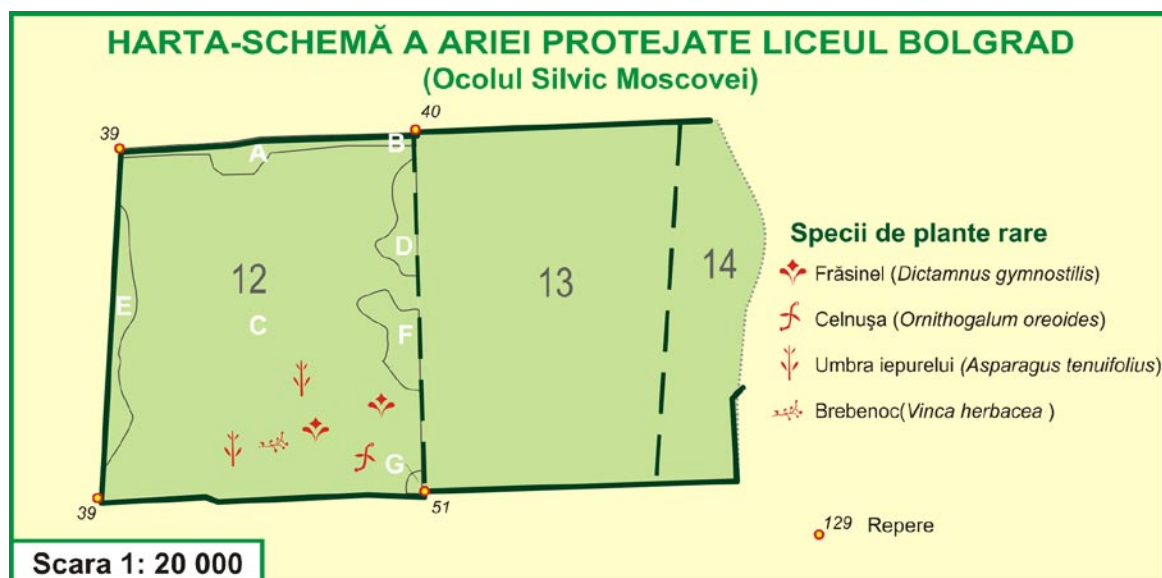 HARTA-SCHEMĂ A ARIEI PROTEJATE LICEUL BOLGRAD
(Ocolul Silvic Moscovei)
40
39
B
A
D
12
13
14
E
C
F
G
39
51
Specii de plante rare
Frăsinel (Dictamnus gymnostilis)
Celnușa (Ornithogalum oreoides)
Umbra iepurelui (Asparagus tenuifolius)
Brebenoc(Vinca herbacea )
129 Repere
Scara 1: 20 000